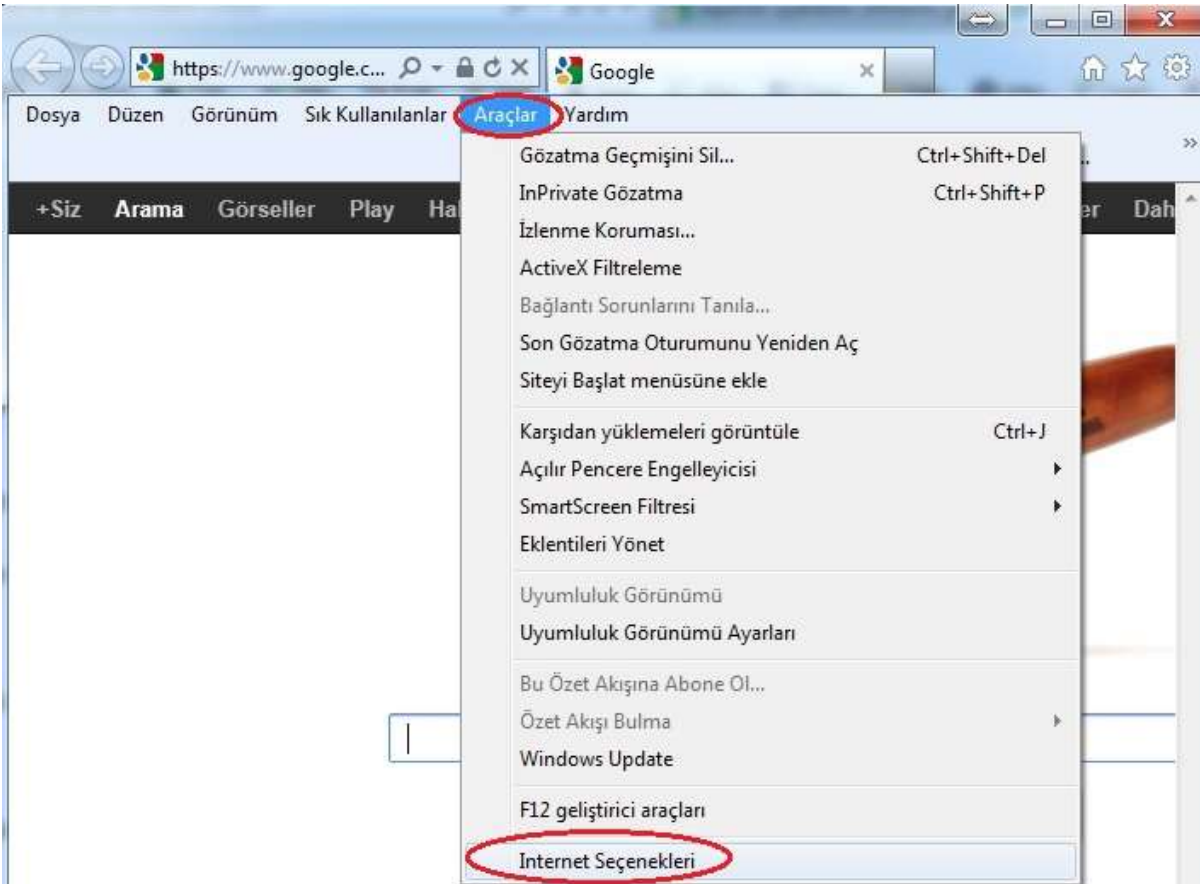 https://www.google.c...
Google
Dosya Düzen Görünüm Sık Kullanılanlar Araçlar Yardım
Gözatma Geçmişini Sil... Ctrl+Shift+Del
InPrivate Gözatma Ctrl+Shift+P
+Siz Arama Görseller Play
İzlenme Koruması...
ActiveX Filtreleme
Bağlantı Sorunlarını Tanıla...
Son Gözatma Oturumunu Yeniden Aç
Siteyi Başlat menüsüne ekle
Karşıdan yüklemeleri görüntüle Ctrl+J
Açılır Pencere Engelleyicisi
SmartScreen Filtresi
Eklentileri Yönet
Uyumluluk Görünümü
Uyumluluk Görünümü Ayarları
Bu Özet Akışına Abone Ol...
Özet Akışı Bulma
Windows Update
F12 geliştirici araçları
Internet Seçenekleri